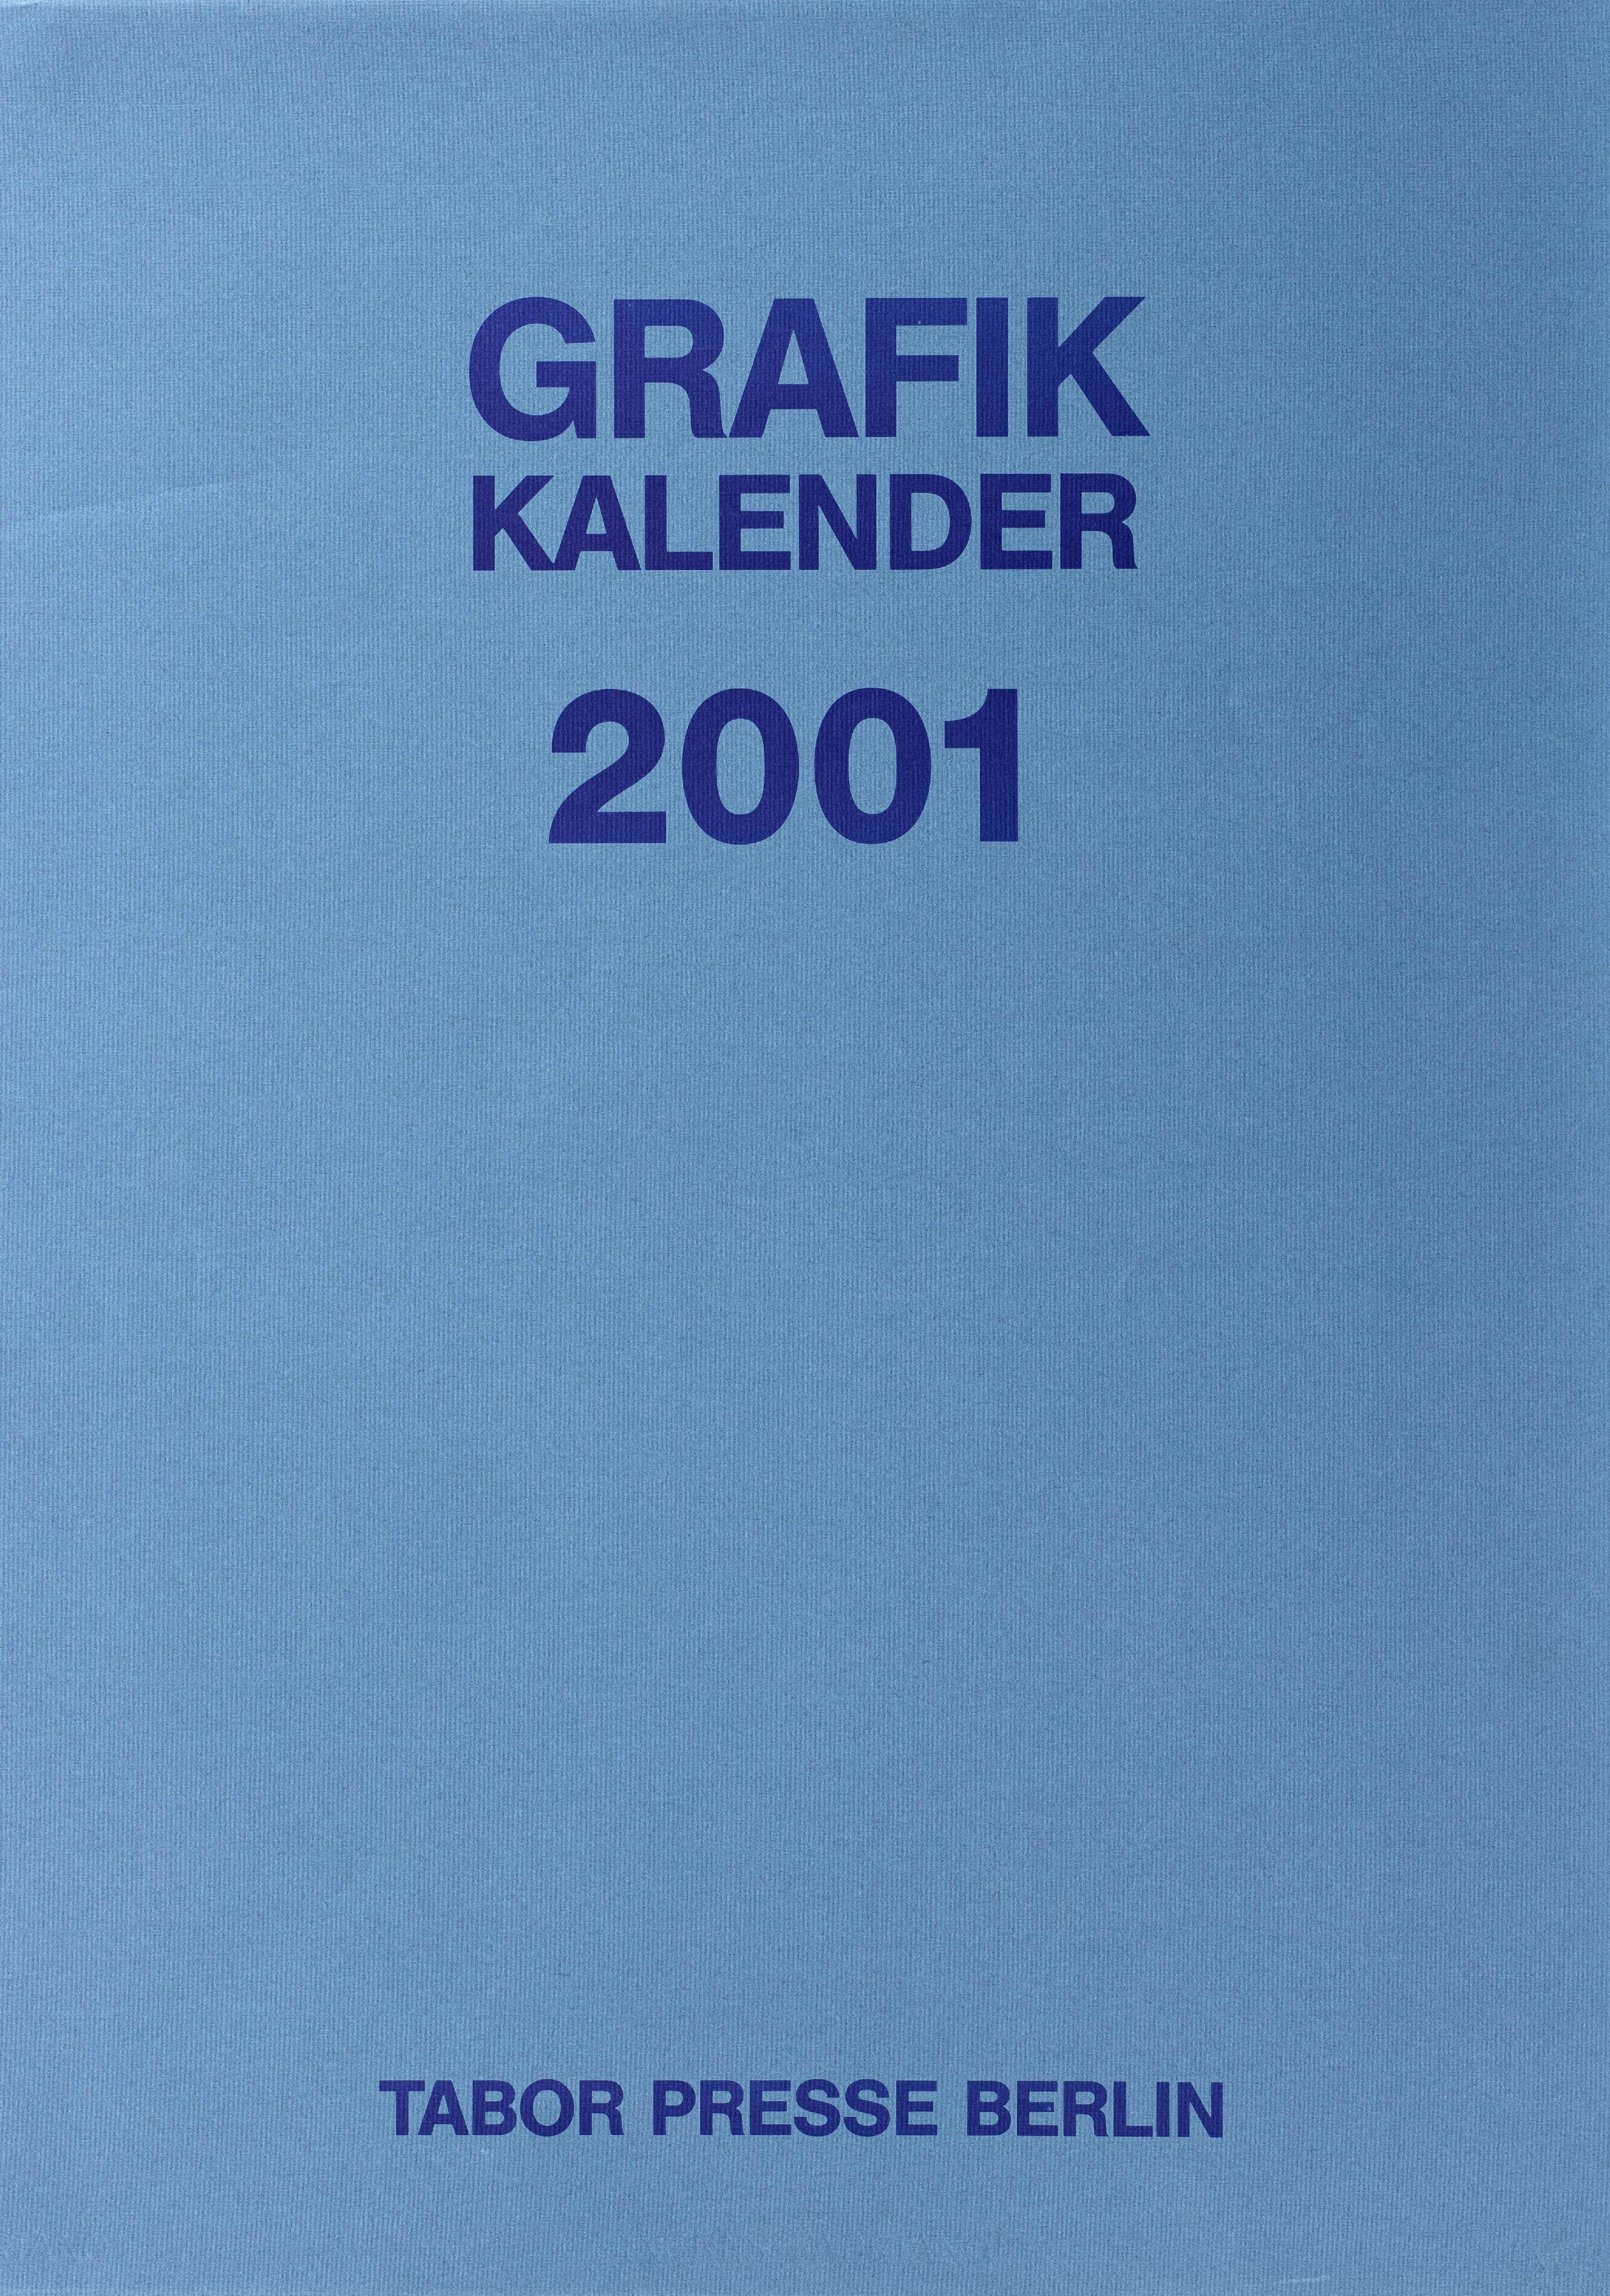 GRAFIK
KALENDER
2001
TABOR PRESSE BERLIN